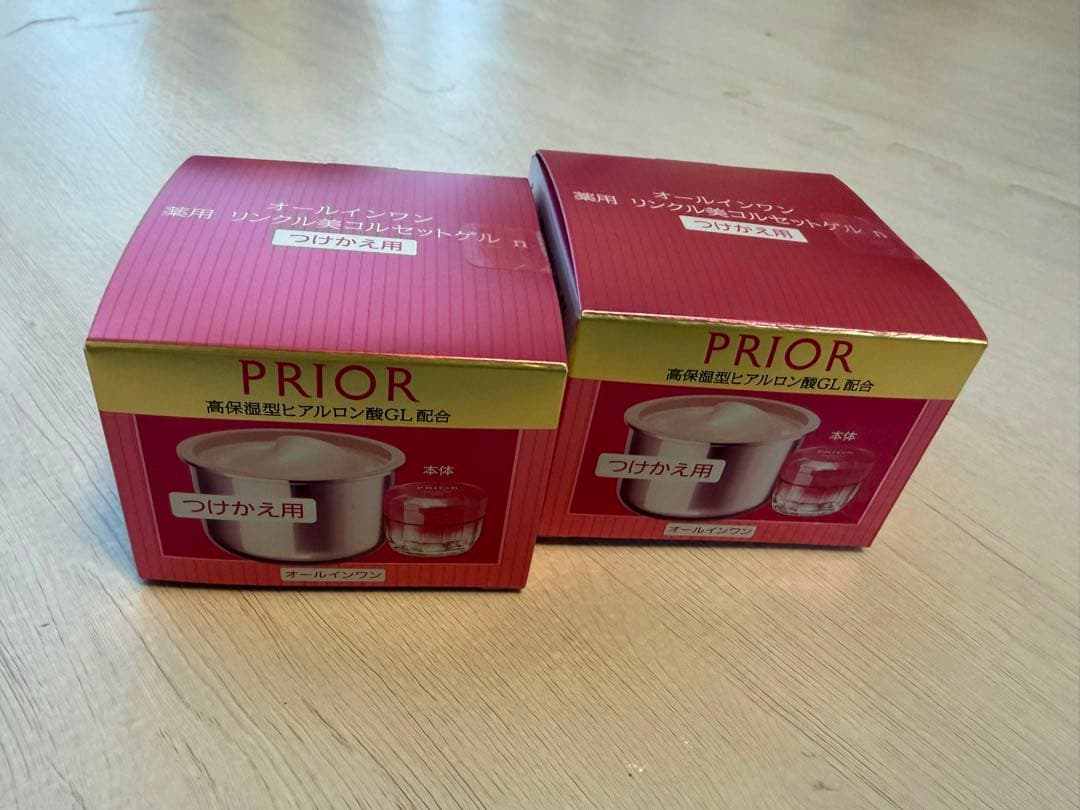 オールインワン
薬用 リンクル美コルセットゲル n
つけかえ用
PRIOR
高保湿型ヒアルロン酸GL配合
本体
PRIOR
つけかえ用
オールインワン
オールインワン
薬用 リンクル美コルセットゲル n
つけかえ用
PRIOR
高保湿型ヒアルロン酸GL配合
本体
PRIOR
つけかえ用
オールインワン